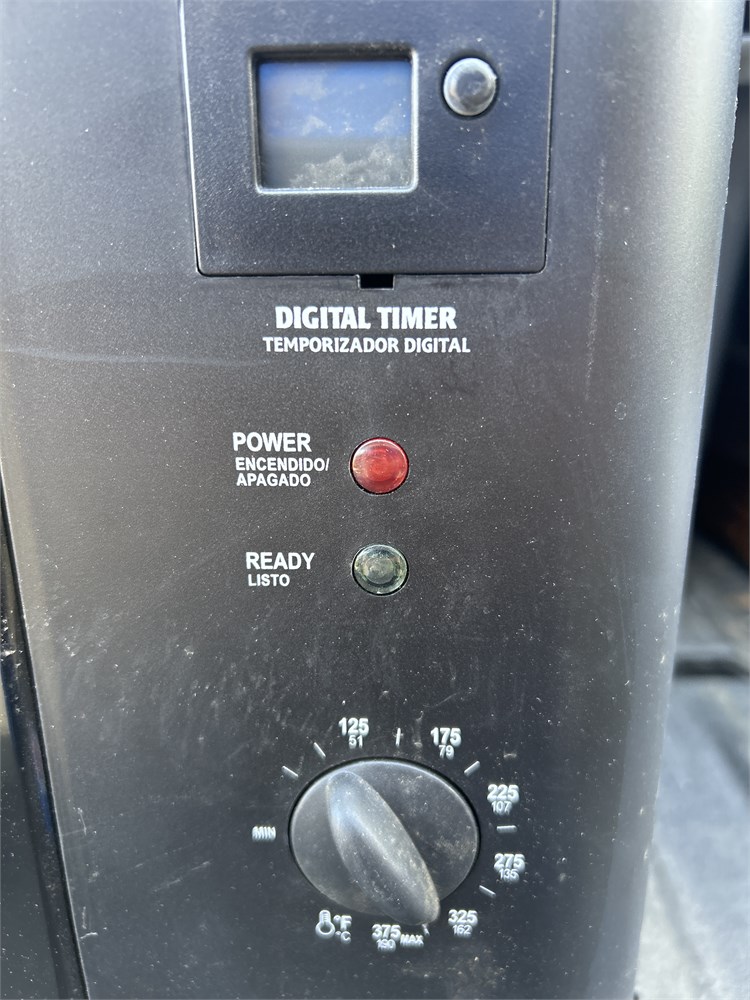 DIGITAL TIMER
TEMPORIZADOR DIGITAL
POWER
ENCENDIDO/
APAGADO
READY
LISTO
125
51
175
79
225
107
MIN
275
135
325
162
375 MAX
190
°F
°C